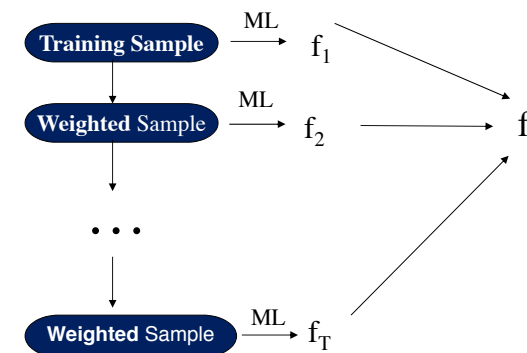 Training Sample ML f1
Weighted Sample ML f2 f
• • •
Weighted Sample ML fT